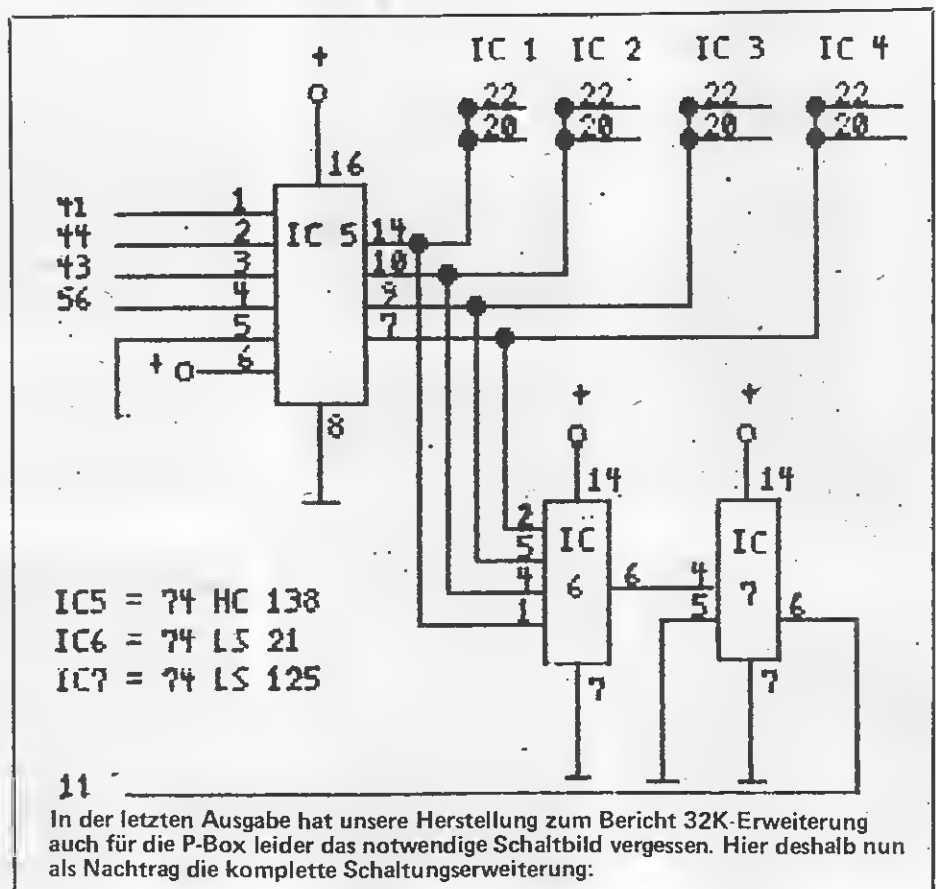 + IC 1 IC 2 IC 3 IC 4
22 22 22 22
20 20 20 20
16
41 1
44 2 IC 5 14
43 3 10
56 4 9
5 7
+ 6
8
+ +
14 14
2 IC IC
5
4 6 6 4 7
1 5 6
7 7
IC5 = 74 HC 138
IC6 = 74 LS 21
IC7 = 74 LS 125
11
In der letzten Ausgabe hat unsere Herstellung zum Bericht 32K-Erweiterung
auch für die P-Box leider das notwendige Schaltbild vergessen. Hier deshalb nun
als Nachtrag die komplette Schaltungserweiterung: